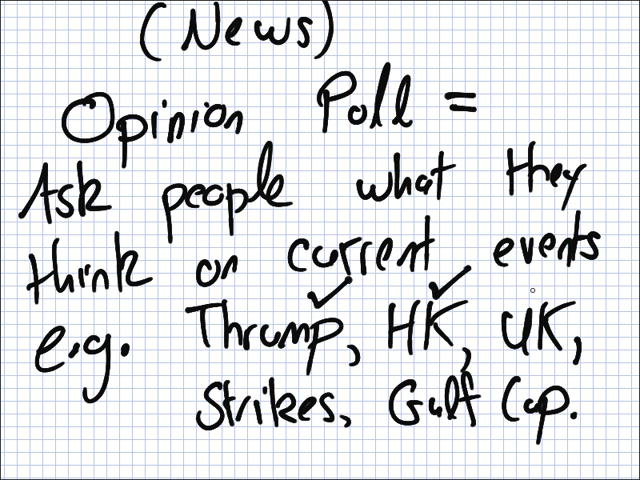 (News)
Opinion Poll =
Ask people what they
think on current events
e.g. Thrump, HK, UK,
Strikes, Gulf Cup.